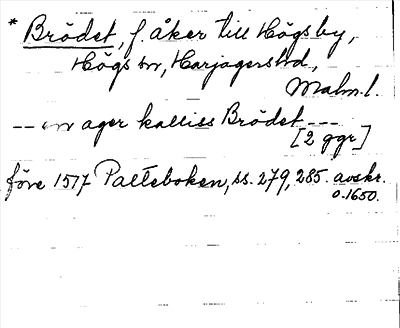 * Brödet, f. åker till Högsby,
Högs sn, Harjagers hd,
Malm. l.
-- en ager kalliss Brödet ---
[2 ggr]
före 1517 Palteboken, ss. 279, 285. avskr.
o. 1650.